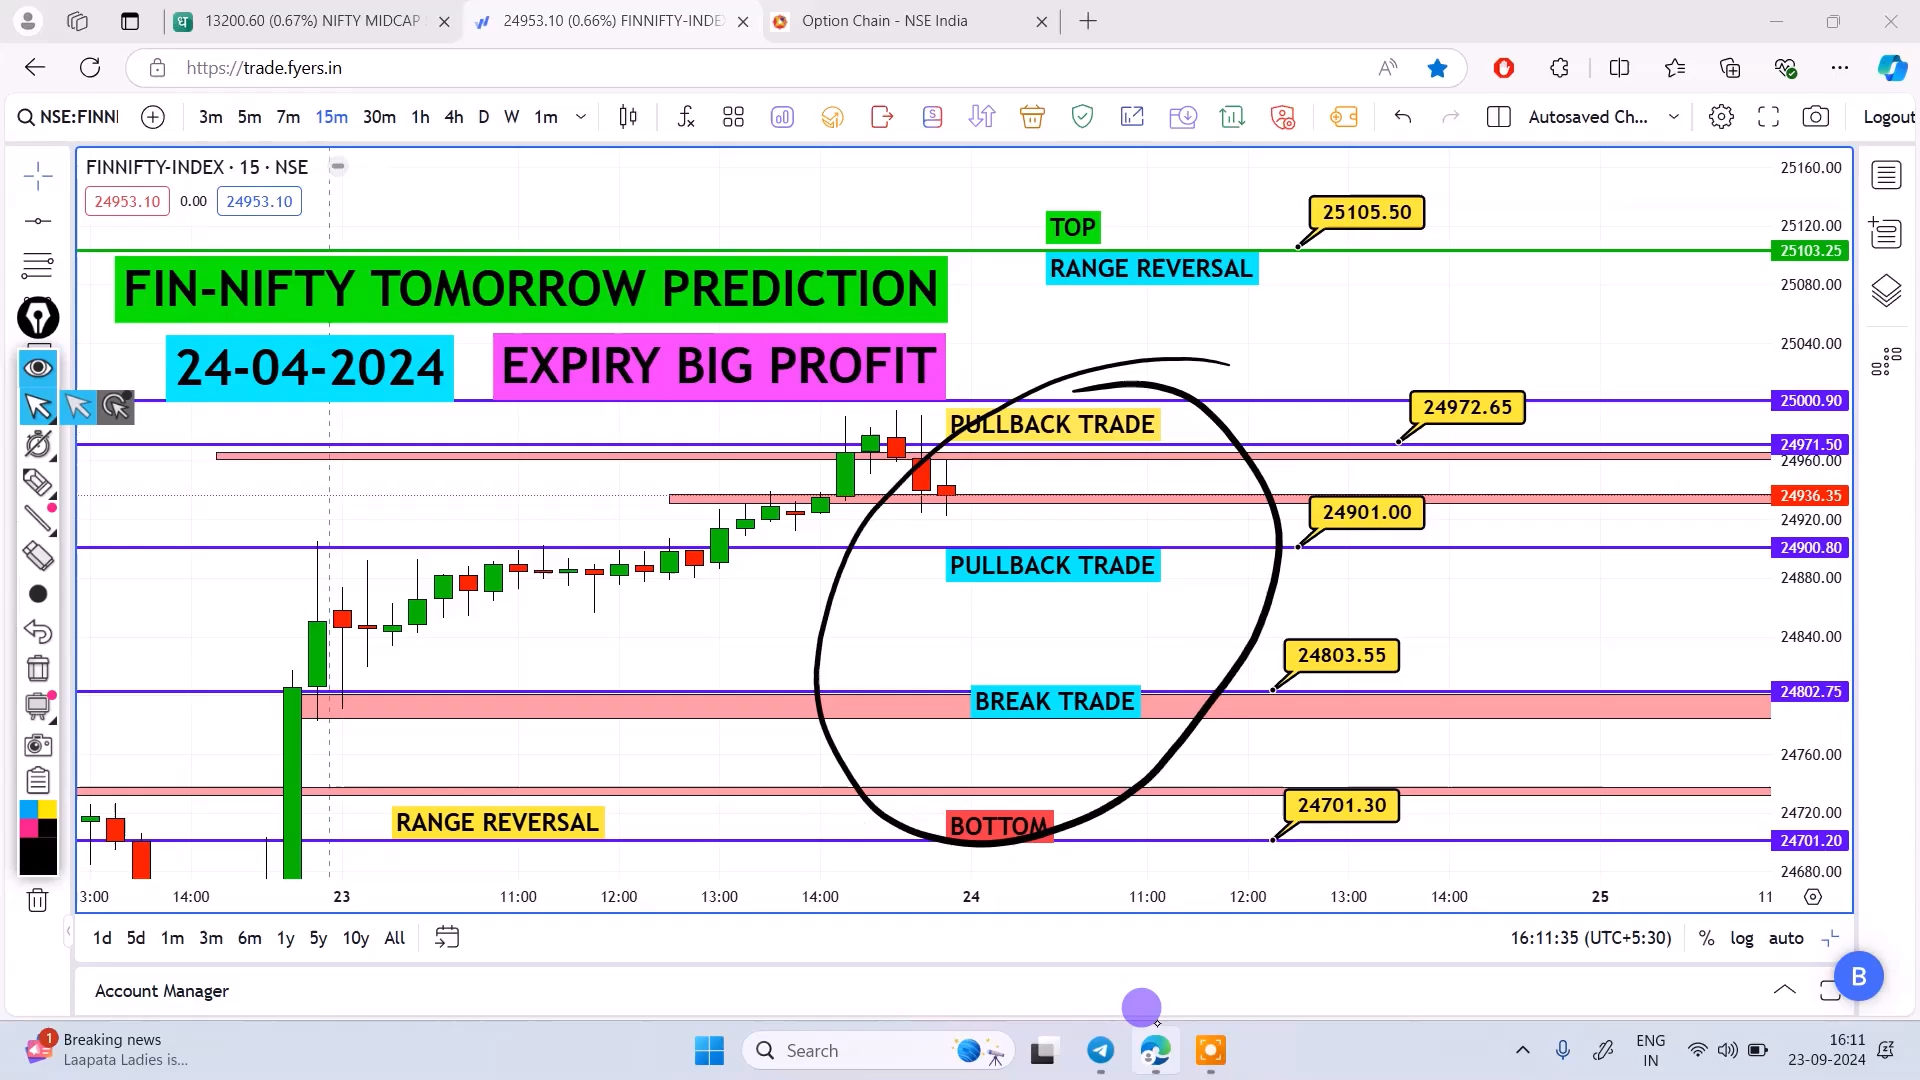 13200.60 (0.67%) NIFTY MIDCAP
24953.10 (0.66%) FINNIFTY-INDE
Option Chain - NSE India
https://trade.fyers.in
NSE:FINNI
3m 5m 7m 15m 30m 1h 4h D W 1m
Autosaved Ch...
Logout
FINNIFTY-INDEX · 15 · NSE
24953.10 0.00 24953.10
25160.00
25105.50
TOP
25120.00
25103.25
RANGE REVERSAL
25080.00
FIN-NIFTY TOMORROW PREDICTION
25040.00
24-04-2024 EXPIRY BIG PROFIT
25000.90
24972.65
PULLBACK TRADE
24971.50
24960.00
24936.35
24901.00
24920.00
24900.80
PULLBACK TRADE
24880.00
24840.00
24803.55
24802.75
BREAK TRADE
24760.00
24701.30
24720.00
RANGE REVERSAL
BOTTOM
24701.20
24680.00
3:00 14:00 23 11:00 12:00 13:00 14:00 24 11:00 12:00 13:00 14:00 25 11
1d 5d 1m 3m 6m 1y 5y 10y All
16:11:35 (UTC+5:30) % log auto
B
Account Manager
1
Breaking news
Laapata Ladies is...
Search
ENG
IN
16:11
23-09-2024